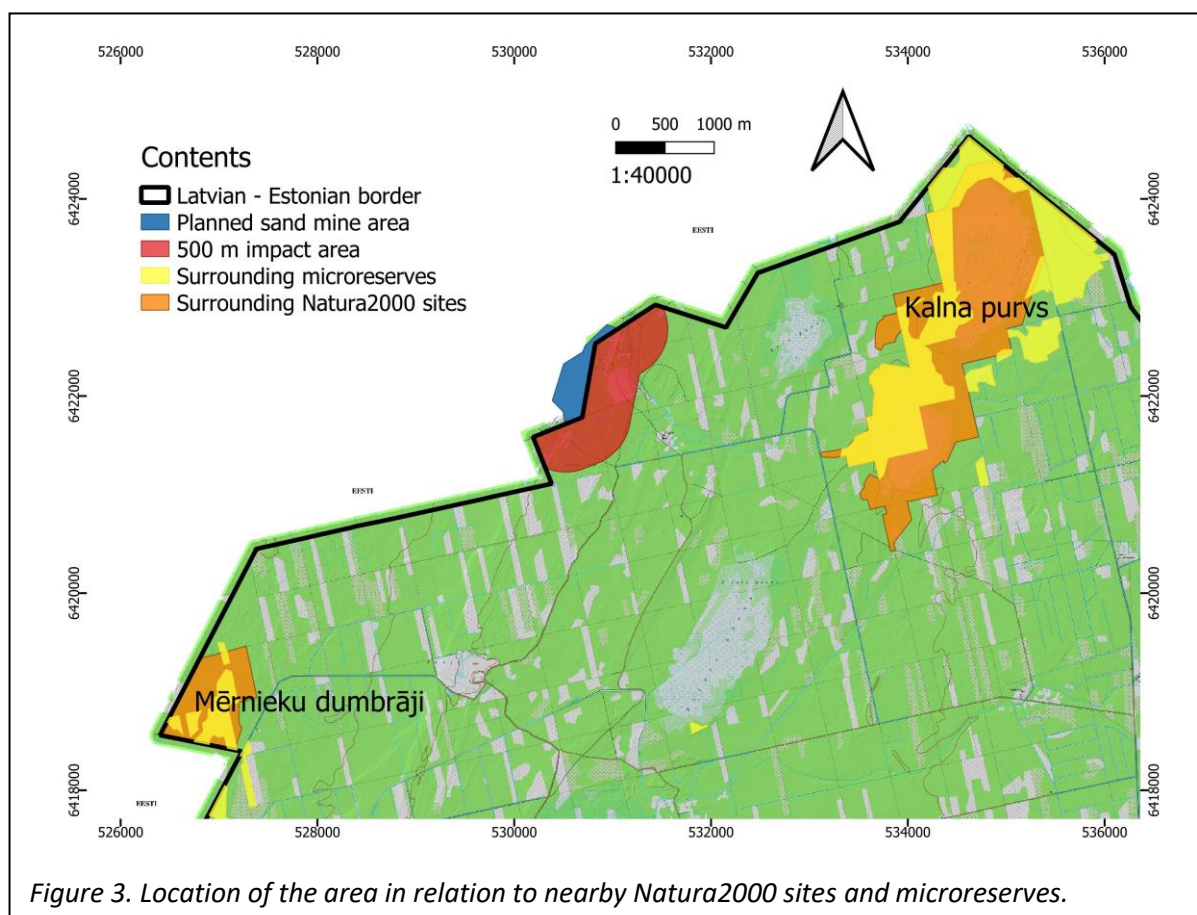 526000 528000 530000 532000 534000 536000
0 500 1000 m
1:40000
Contents
Latvian - Estonian border
Planned sand mine area
500 m impact area
Surrounding microreserves
Surrounding Natura2000 sites
6424000 6424000
EESTI
Kalna purvs
6422000 6422000
EESTI
6420000 6420000
Mērnieku dumbrāji
6418000 6418000
EESTI
526000 528000 530000 532000 534000 536000
Figure 3. Location of the area in relation to nearby Natura2000 sites and microreserves.